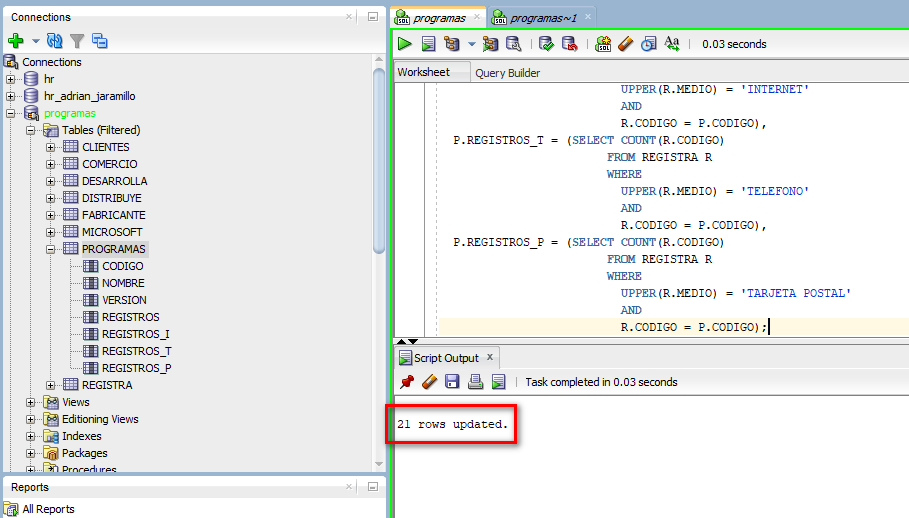 Connections
Connections
hr
hr_adrian_jaramillo
programas
Tables (Filtered)
CLIENTES
COMERCIO
DESARROLLA
DISTRIBUYE
FABRICANTE
MICROSOFT
PROGRAMAS
CODIGO
NOMBRE
VERSION
REGISTROS
REGISTROS_I
REGISTROS_T
REGISTROS_P
REGISTRA
Views
Editioning Views
Indexes
Packages
Procedures
Reports
All Reports
programas
programas~1
0.03 seconds
Worksheet
Query Builder
UPPER(R.MEDIO) = 'INTERNET'
AND
R.CODIGO = P.CODIGO),
P.REGISTROS_T = (SELECT COUNT(R.CODIGO)
FROM REGISTRA R
WHERE
UPPER(R.MEDIO) = 'TELEFONO'
AND
R.CODIGO = P.CODIGO),
P.REGISTROS_P = (SELECT COUNT(R.CODIGO)
FROM REGISTRA R
WHERE
UPPER(R.MEDIO) = 'TARJETA POSTAL'
AND
R.CODIGO = P.CODIGO);
Script Output
Task completed in 0.03 seconds
21 rows updated.